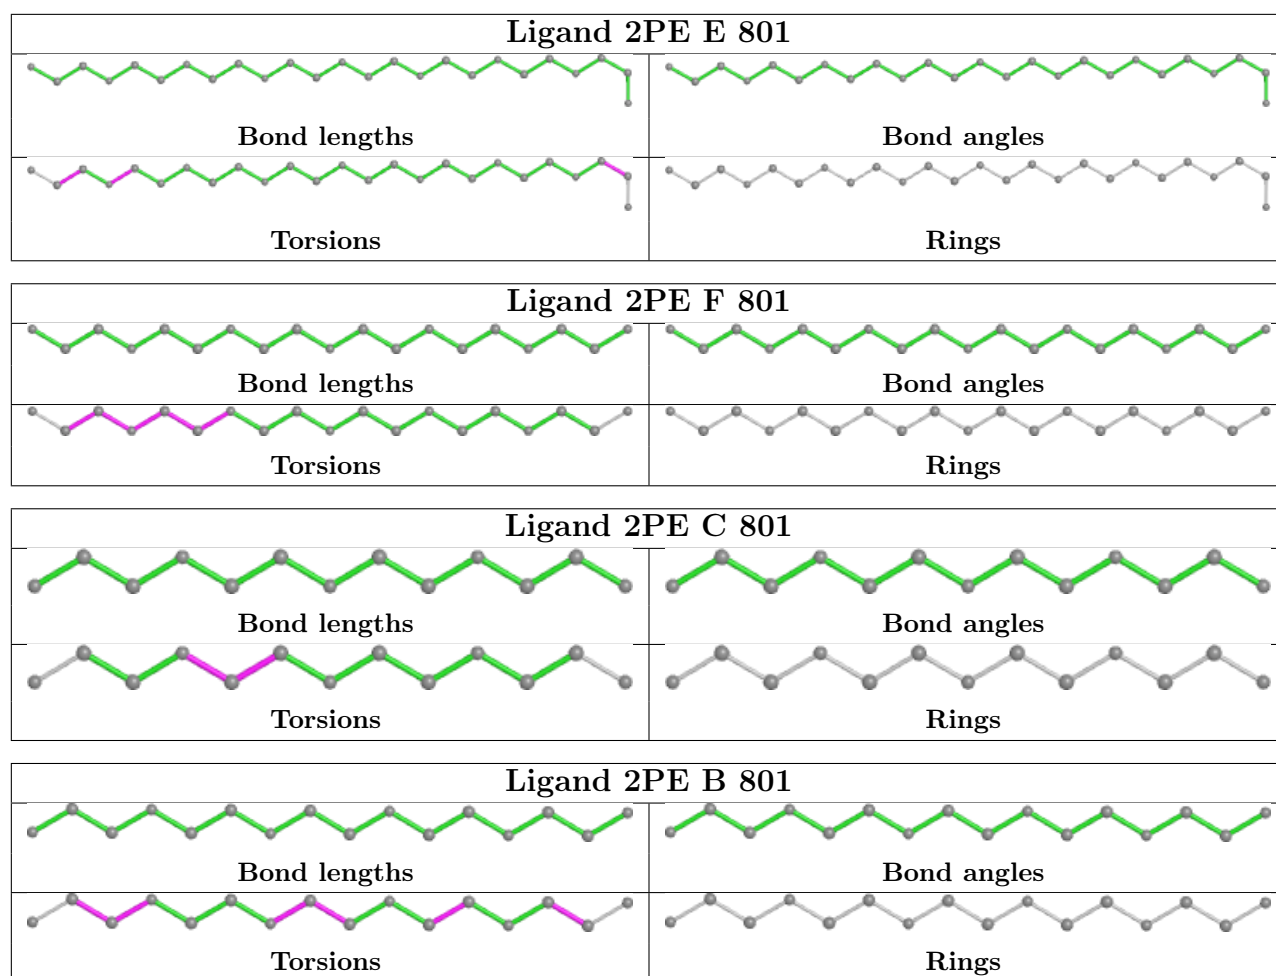 Ligand 2PE E 801
Bond lengths Bond angles
Torsions Rings
Ligand 2PE F 801
Bond lengths Bond angles
Torsions Rings
Ligand 2PE C 801
Bond lengths Bond angles
Torsions Rings
Ligand 2PE B 801
Bond lengths Bond angles
Torsions Rings